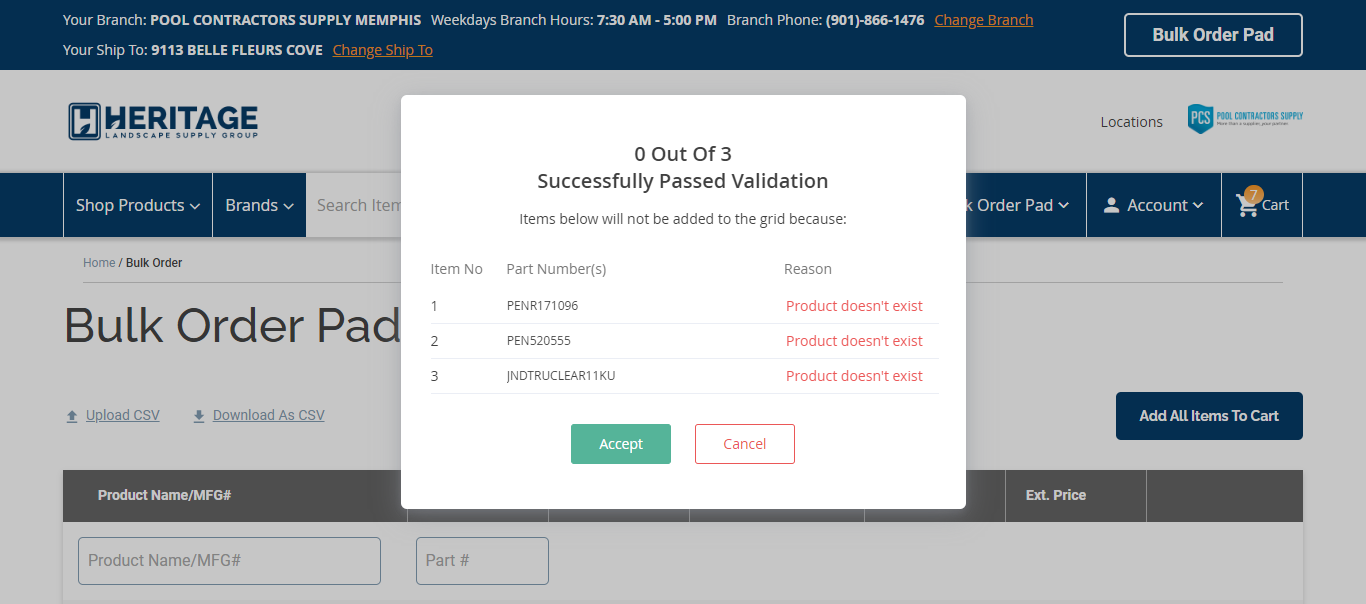 Your Branch: POOL CONTRACTORS SUPPLY MEMPHIS Weekdays Branch Hours: 7:30 AM - 5:00 PM Branch Phone: (901)-866-1476 Change Branch
Your Ship To: 9113 BELLE FLEURS COVE Change Ship To
Bulk Order Pad
HERITAGE
LANDSCAPE SUPPLY GROUP
Locations
PCS POOL CONTRACTORS SUPPLY
More than a supplier, your partner
Shop Products
Brands
Search Item
k Order Pad
Account
7
Cart
Home / Bulk Order
Bulk Order Pad
Upload CSV
Download As CSV
Add All Items To Cart
0 Out Of 3
Successfully Passed Validation
Items below will not be added to the grid because:
Item No Part Number(s) Reason
1 PENR171096 Product doesn't exist
2 PEN520555 Product doesn't exist
3 JNDTRUCLEAR11KU Product doesn't exist
Accept Cancel
Product Name/MFG# Ext. Price
Product Name/MFG# Part #